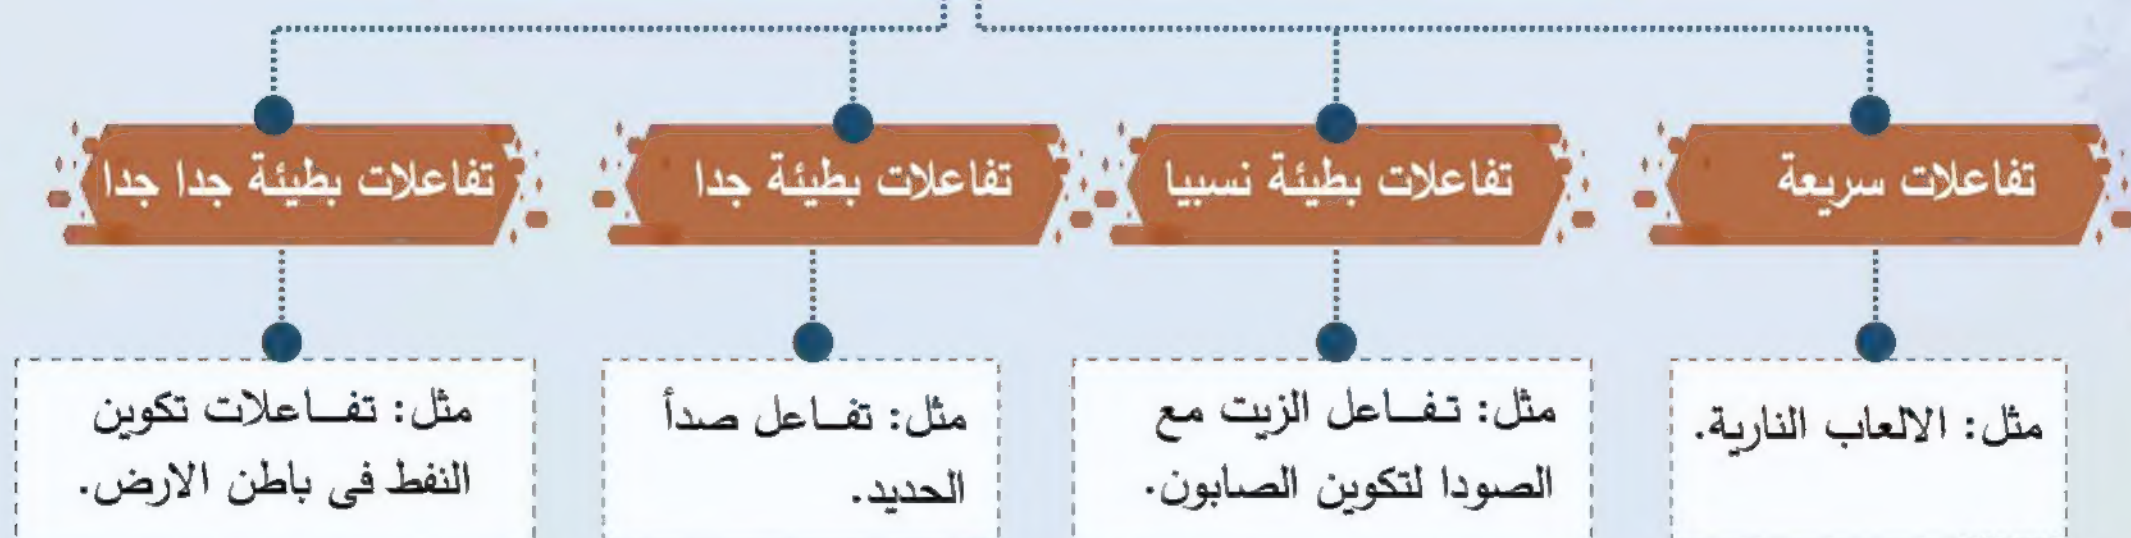 تفاعلات سريعة
تفاعلات بطيئة نسبيا
تفاعلات بطيئة جدا
تفاعلات بطيئة جدا جدا
مثل: الالعاب النارية.
مثل: تفاعل الزيت مع
الصودا لتكوين الصابون.
مثل: تفاعل صدأ
الحديد.
مثل: تفاعلات تكوين
النفط فى باطن الارض.